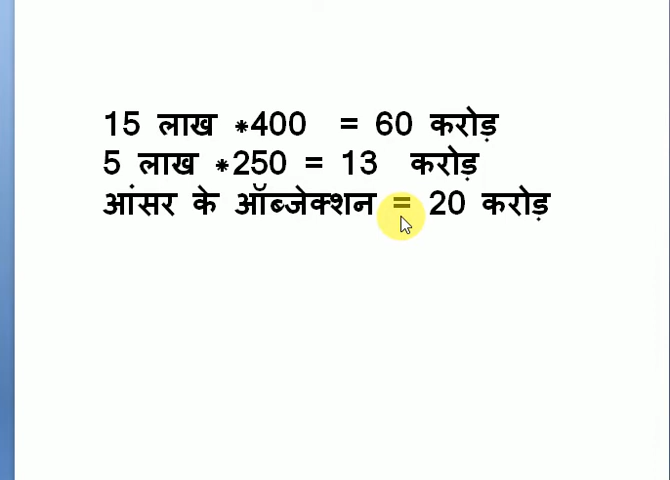 15 लाख *400 = 60 करोड़
5 लाख *250 = 13 करोड़
आंसर के ऑब्जेक्शन = 20 करोड़